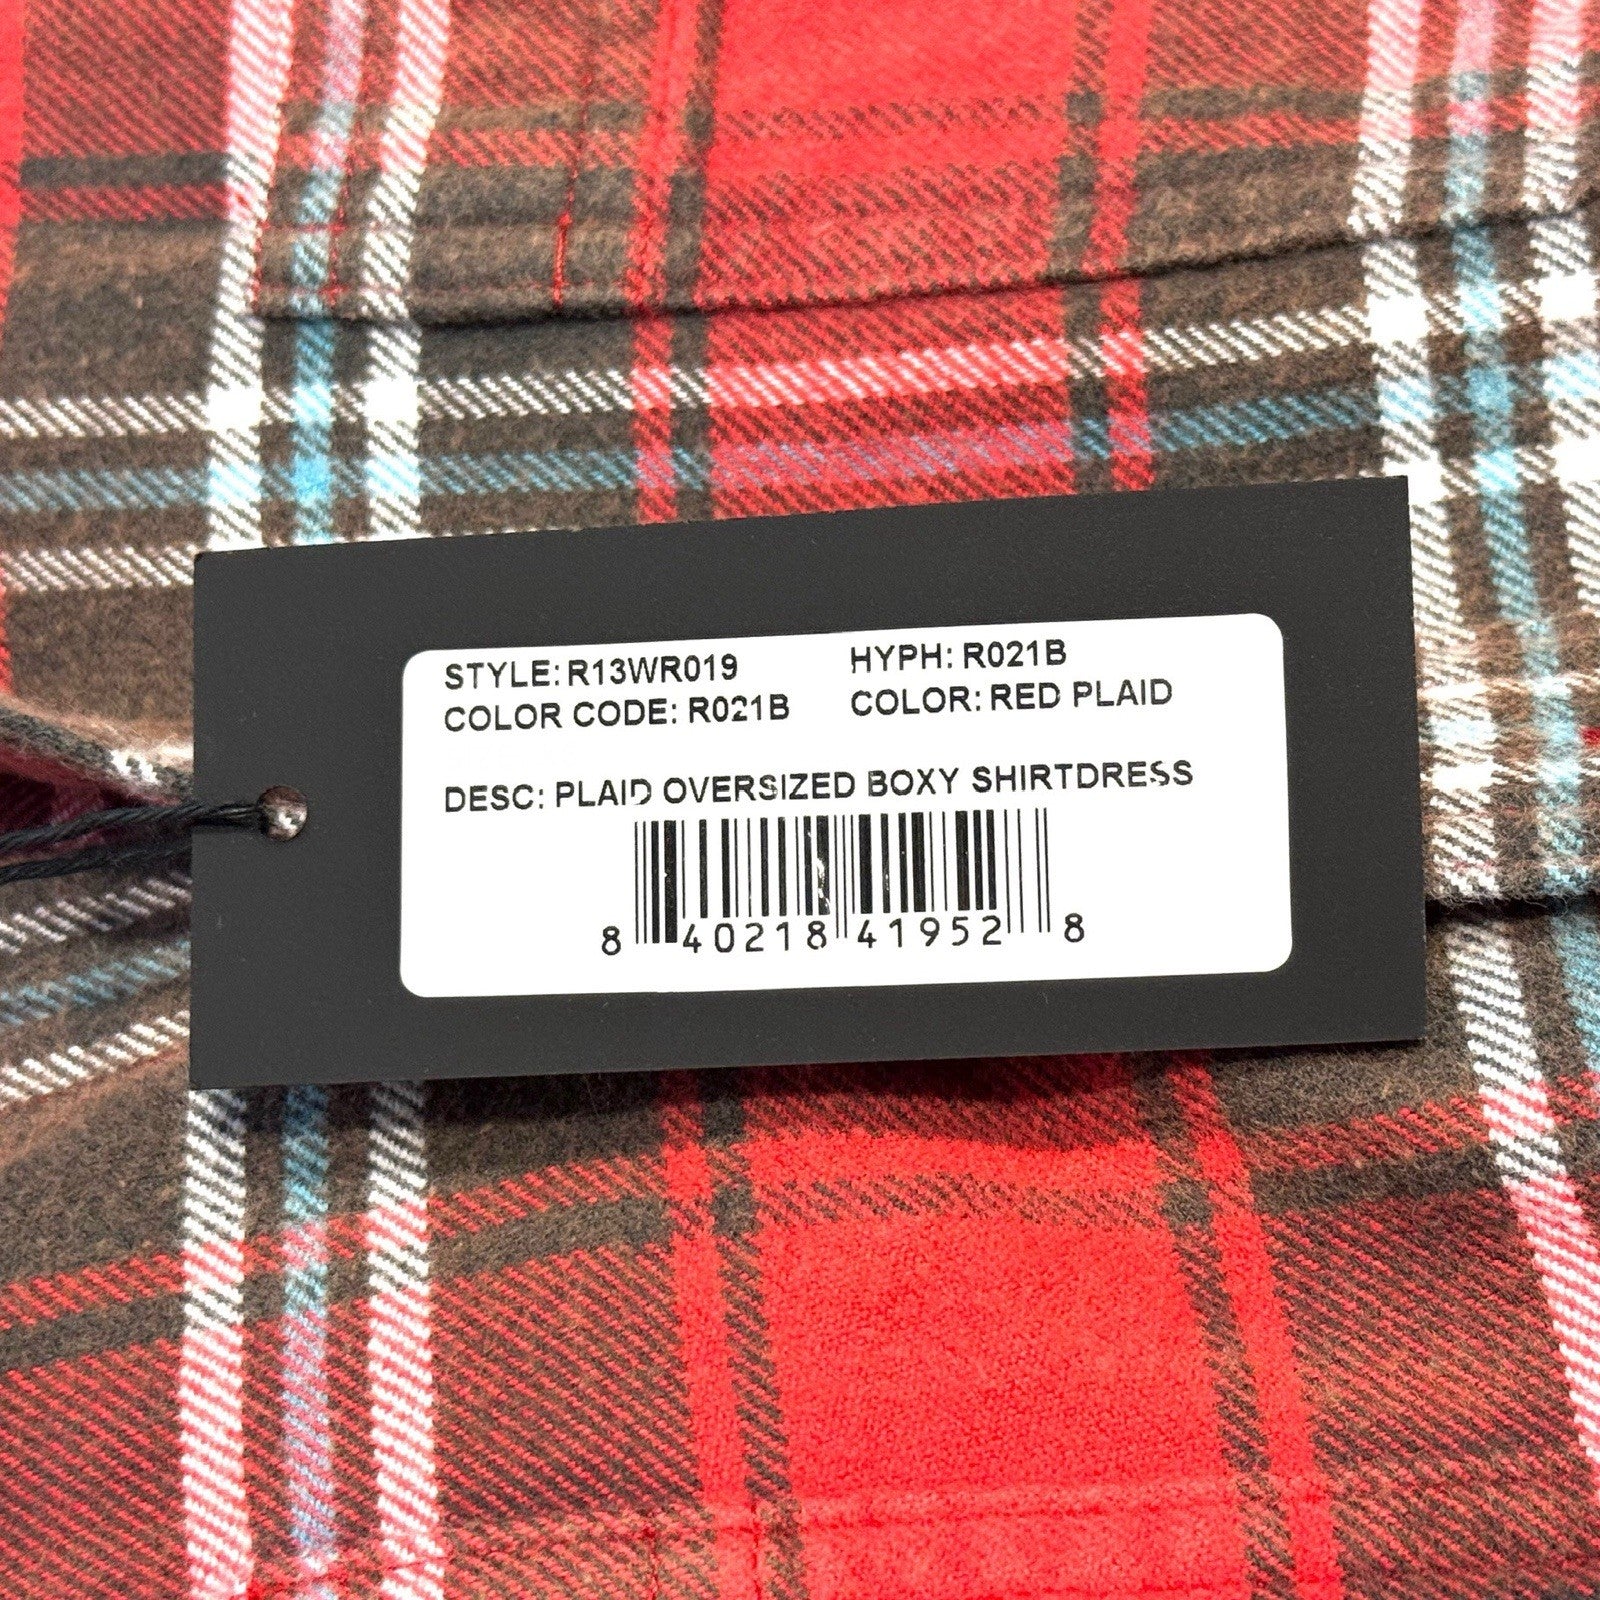 STYLE: R13WR019 HYPH: R021B
COLOR CODE: R021B COLOR: RED PLAID
DESC: PLAID OVERSIZED BOXY SHIRTDRESS
8 40218 41952 8